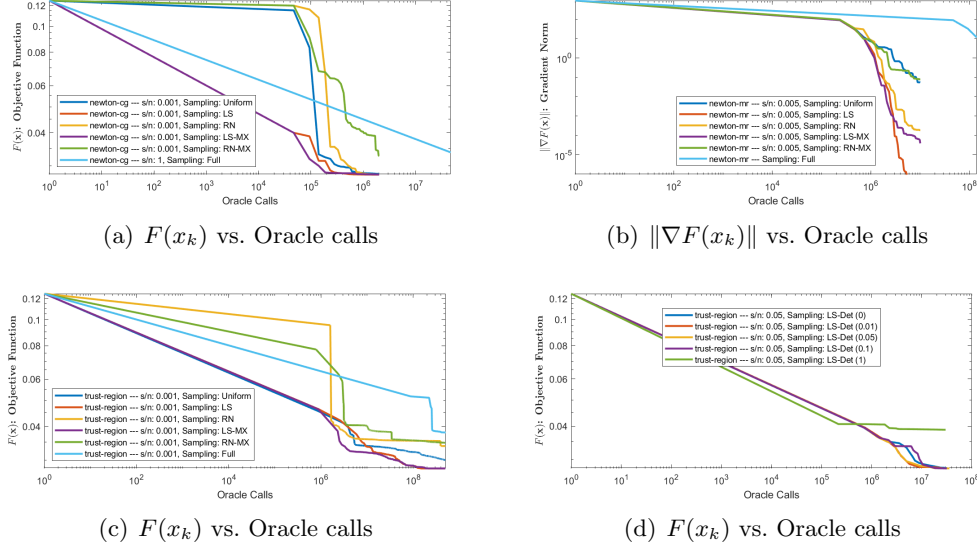 0.12
0.1
0.08
0.06
0.04
F(x): Objective Function
newton-cg --- s/n: 0.001, Sampling: Uniform
newton-cg --- s/n: 0.001, Sampling: LS
newton-cg --- s/n: 0.001, Sampling: RN
newton-cg --- s/n: 0.001, Sampling: LS-MX
newton-cg --- s/n: 0.001, Sampling: RN-MX
newton-cg --- s/n: 1, Sampling: Full
10^0 10^1 10^2 10^3 10^4 10^5 10^6 10^7
Oracle Calls
(a) F(x_k) vs. Oracle calls
10^0
10^-5
||∇F(x)||: Gradient Norm
newton-mr --- s/n: 0.005, Sampling: Uniform
newton-mr --- s/n: 0.005, Sampling: LS
newton-mr --- s/n: 0.005, Sampling: RN
newton-mr --- s/n: 0.005, Sampling: LS-MX
newton-mr --- s/n: 0.005, Sampling: RN-MX
newton-mr --- Sampling: Full
10^0 10^2 10^4 10^6 10^8
Oracle Calls
(b) ∥∇F(x_k)∥ vs. Oracle calls
0.12
0.1
0.08
0.06
0.04
F(x): Objective Function
trust-region --- s/n: 0.001, Sampling: Uniform
trust-region --- s/n: 0.001, Sampling: LS
trust-region --- s/n: 0.001, Sampling: RN
trust-region --- s/n: 0.001, Sampling: LS-MX
trust-region --- s/n: 0.001, Sampling: RN-MX
trust-region --- s/n: 0.001, Sampling: Full
10^0 10^2 10^4 10^6 10^8
Oracle Calls
(c) F(x_k) vs. Oracle calls
0.12
0.1
0.08
0.06
0.04
F(x): Objective Function
trust-region --- s/n: 0.05, Sampling: LS-Det (0)
trust-region --- s/n: 0.05, Sampling: LS-Det (0.01)
trust-region --- s/n: 0.05, Sampling: LS-Det (0.05)
trust-region --- s/n: 0.05, Sampling: LS-Det (0.1)
trust-region --- s/n: 0.05, Sampling: LS-Det (1)
10^0 10^1 10^2 10^3 10^4 10^5 10^6 10^7 10^8
Oracle Calls
(d) F(x_k) vs. Oracle calls